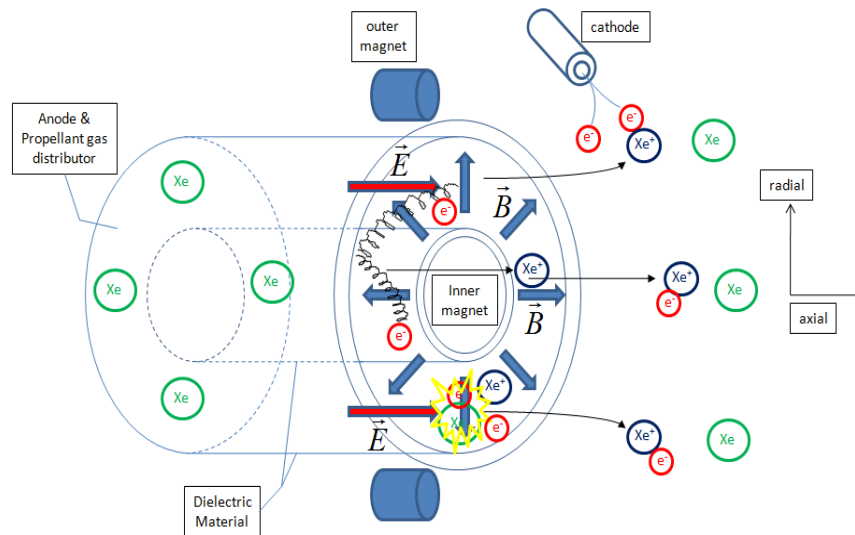 outer
magnet
cathode
Anode &
Propellant gas
distributor
e-
e-
Xe+
Xe
Xe
E
B
e-
radial
Xe
Xe
Xe+
Xe+
e-
Xe
Inner
magnet
B
axial
e-
Xe
e-
Xe+
E
X
e-
Xe+
e-
Xe
Dielectric
Material